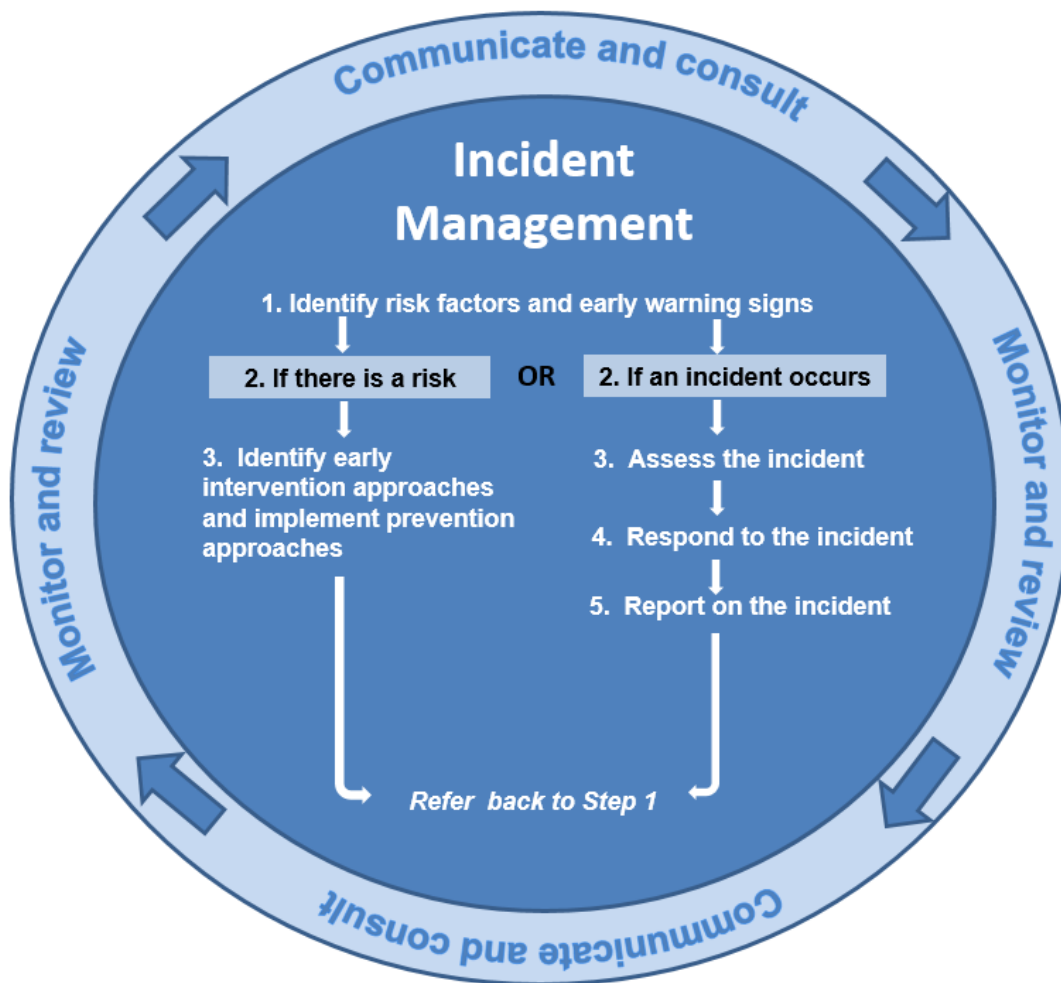 Communicate and consult
Incident
Management
1. Identify risk factors and early warning signs
2. If there is a risk
OR
2. If an incident occurs
3. Identify early
intervention approaches
and implement prevention
approaches
3. Assess the incident
4. Respond to the incident
5. Report on the incident
Refer back to Step 1
Monitor and review
Communicate and consult
Monitor and review